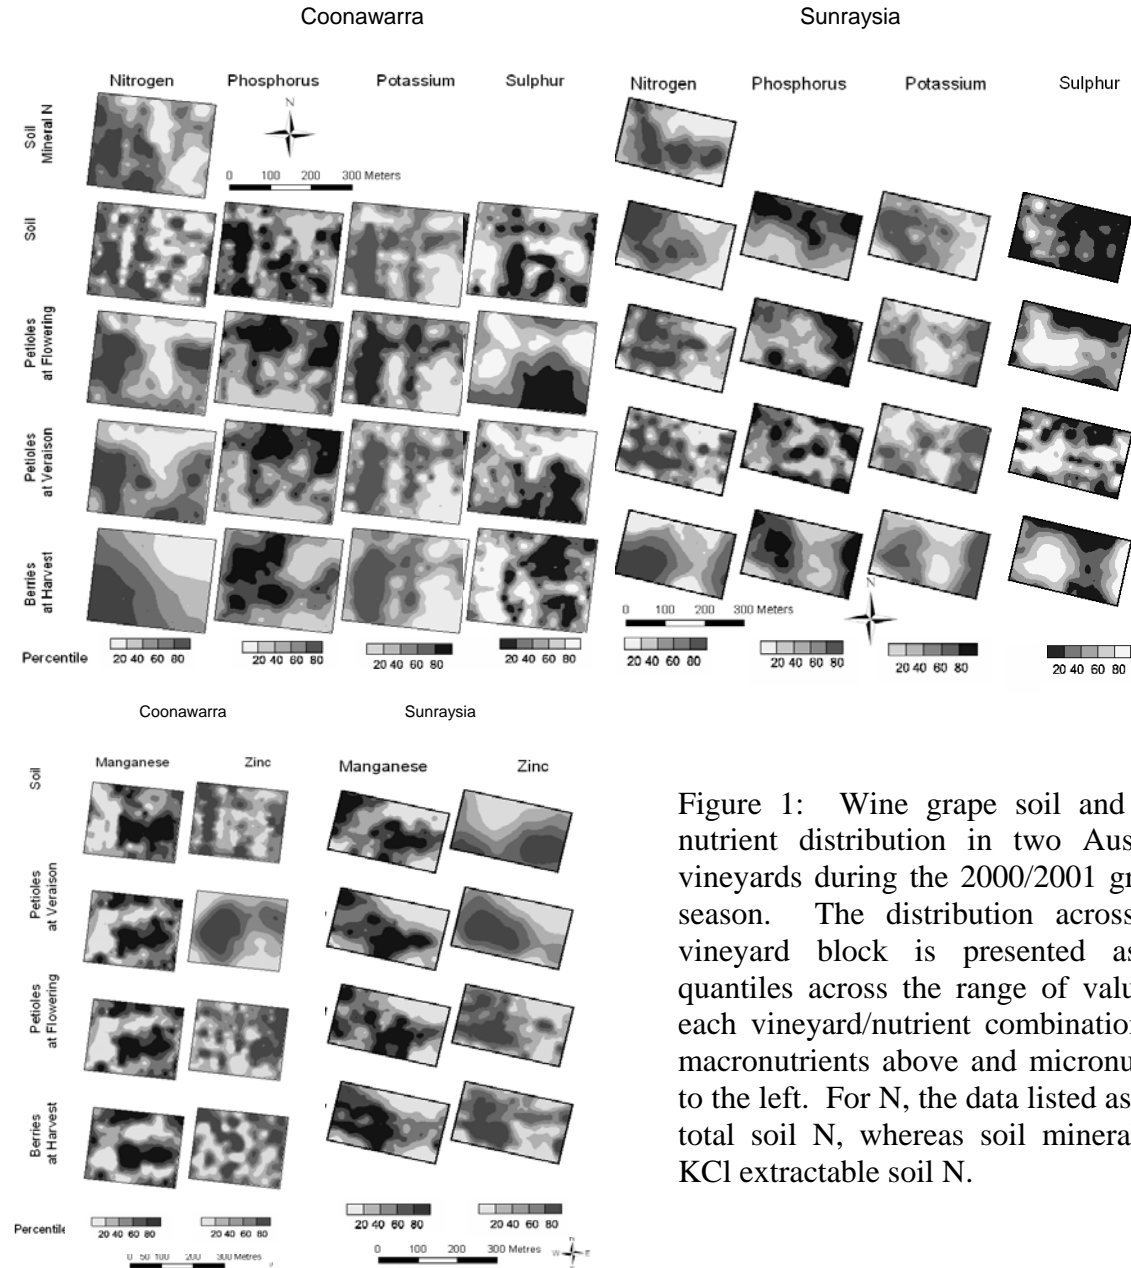 Coonawarra
Sunraysia
Nitrogen Phosphorus Potassium Sulphur
Nitrogen Phosphorus Potassium Sulphur
Soil
Mineral N
N
0 100 200 300 Meters
Soil
Petioles
at Flowering
Petioles
at Veraison
Berries
at Harvest
N
0 100 200 300 Meters
Percentile
20 40 60 80
20 40 60 80
20 40 60 80
20 40 60 80
20 40 60 80
20 40 60 80
20 40 60 80
20 40 60 80
Coonawarra
Sunraysia
Manganese Zinc
Manganese Zinc
Soil
Petioles
at Veraison
Petioles
at Flowering
Berries
at Harvest
Percentile
20 40 60 80
20 40 60 80
20 40 60 80
20 40 60 80
0 50 100 200 300 Metres
0 100 200 300 Metres
W E
Figure 1: Wine grape soil and
nutrient distribution in two Aus
vineyards during the 2000/2001 gr
season. The distribution across
vineyard block is presented as
quantiles across the range of valu
each vineyard/nutrient combination
macronutrients above and micronu
to the left. For N, the data listed as
total soil N, whereas soil minera
KCl extractable soil N.